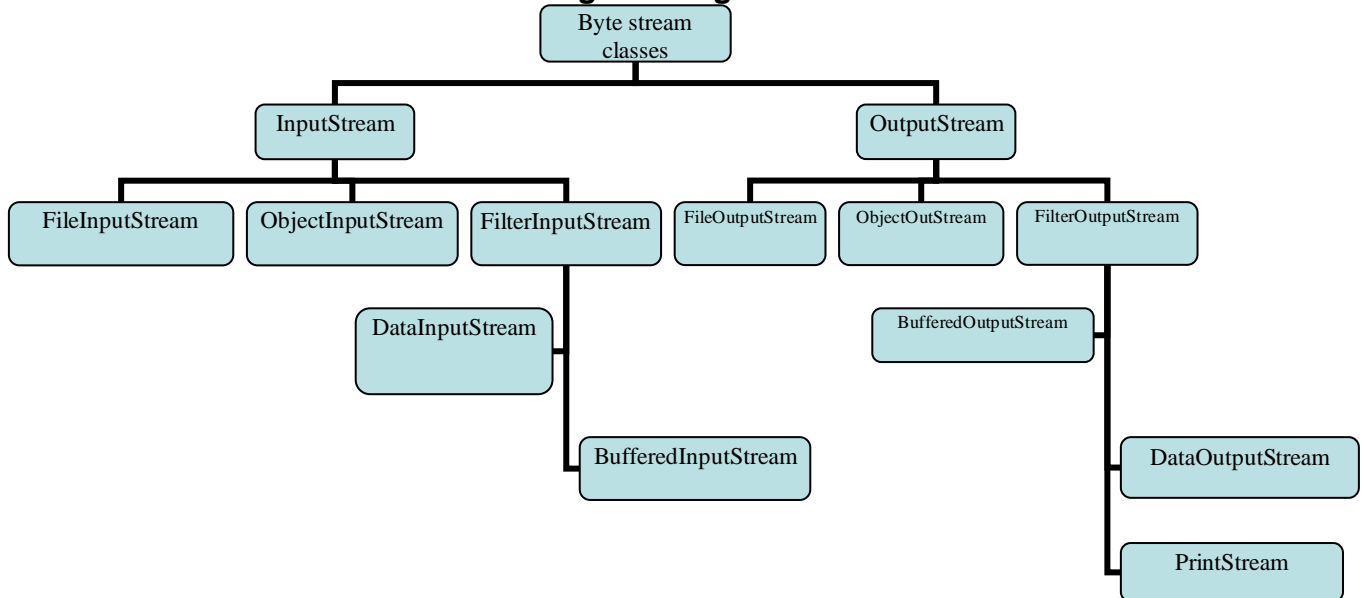 Byte stream
classes
InputStream
OutputStream
FileInputStream
ObjectInputStream
FilterInputStream
FileOutputStream
ObjectOutStream
FilterOutputStream
DataInputStream
BufferedOutputStream
BufferedInputStream
DataOutputStream
PrintStream